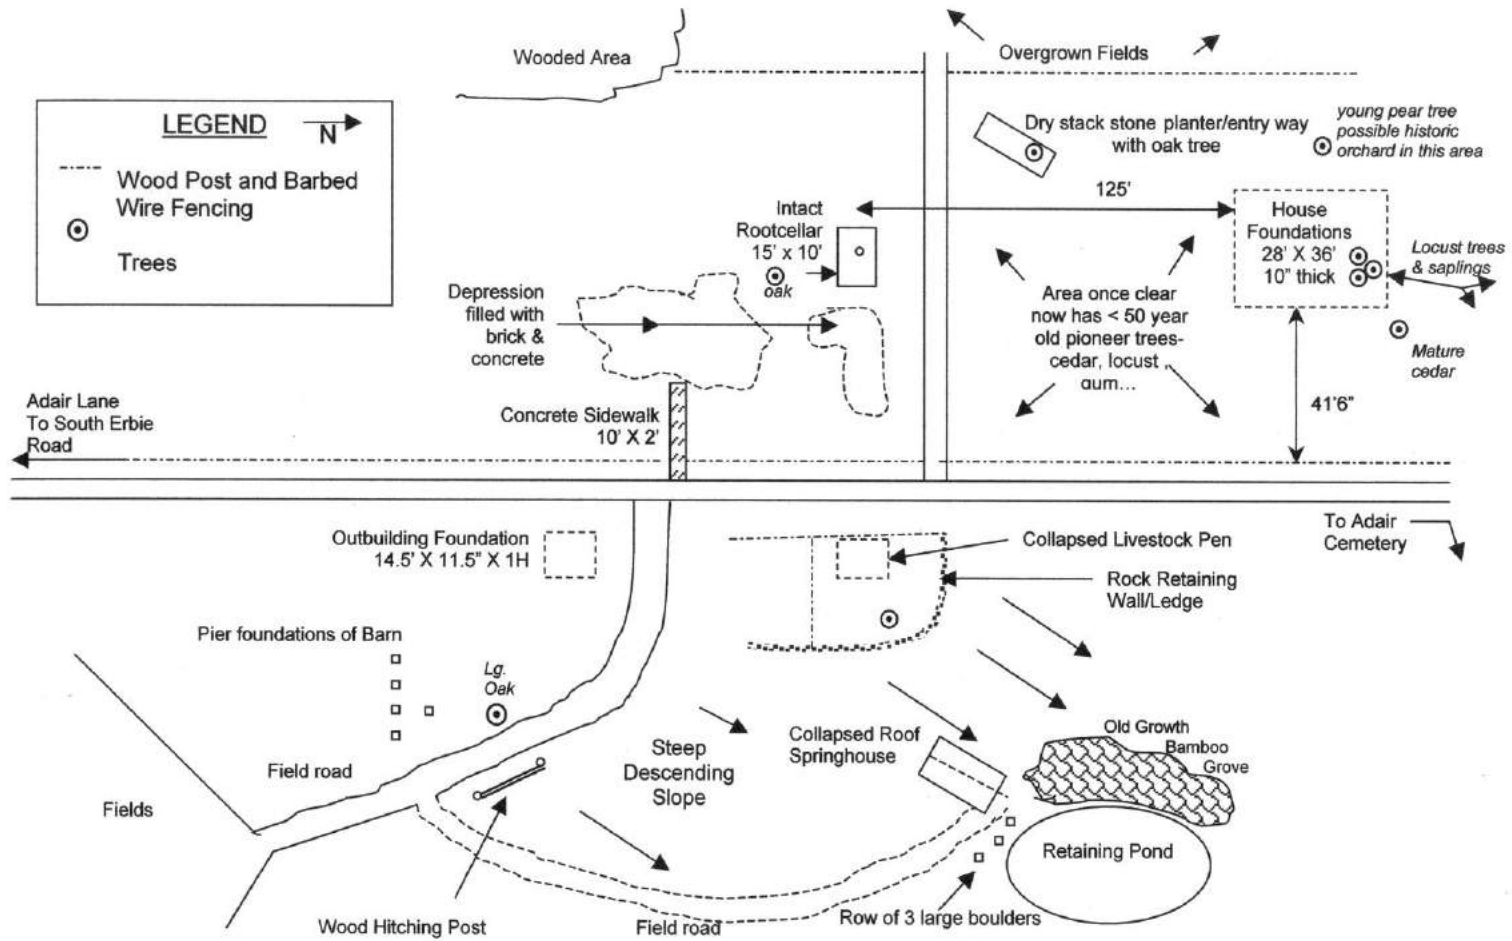 Wooded Area
Overgrown Fields
LEGEND
N
Wood Post and Barbed
Wire Fencing
Trees
Dry stack stone planter/entry way
with oak tree
young pear tree
possible historic
orchard in this area
125'
Intact
Rootcellar
15' x 10'
oak
House
Foundations
28' X 36'
10" thick
Locust trees
& saplings
Depression
filled with
brick &
concrete
Area once clear
now has < 50 year
old pioneer trees-
cedar, locust ,
gum...
Mature
cedar
41'6"
Adair Lane
To South Erbie
Road
Concrete Sidewalk
10' X 2'
Outbuilding Foundation
14.5' X 11.5" X 1H
Collapsed Livestock Pen
To Adair
Cemetery
Rock Retaining
Wall/Ledge
Pier foundations of Barn
Lg.
Oak
Steep
Descending
Slope
Collapsed Roof
Springhouse
Old Growth
Bamboo
Grove
Field road
Fields
Retaining Pond
Wood Hitching Post
Field road
Row of 3 large boulders